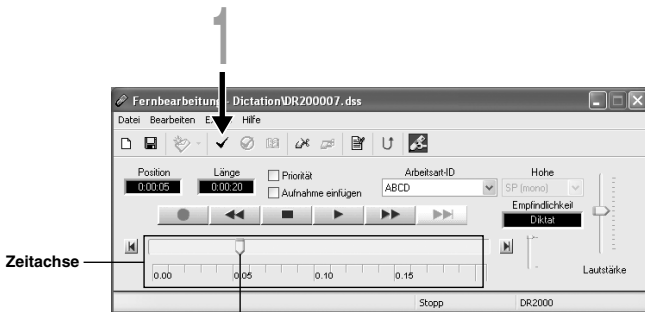 1
Fernbearbeitung - Dictation\DR200007.dss
Datei Bearbeiten Hilfe
Position Länge Priorität Arbeitsart-ID Hohe
0:00:05 0:00:20 Aufnahme einfügen ABCD SP (mono)
Empfindlichkeit
Diktat
Zeitachse
0.00 0.05 0.10 0.15
Lautstärke
Stopp DR2000